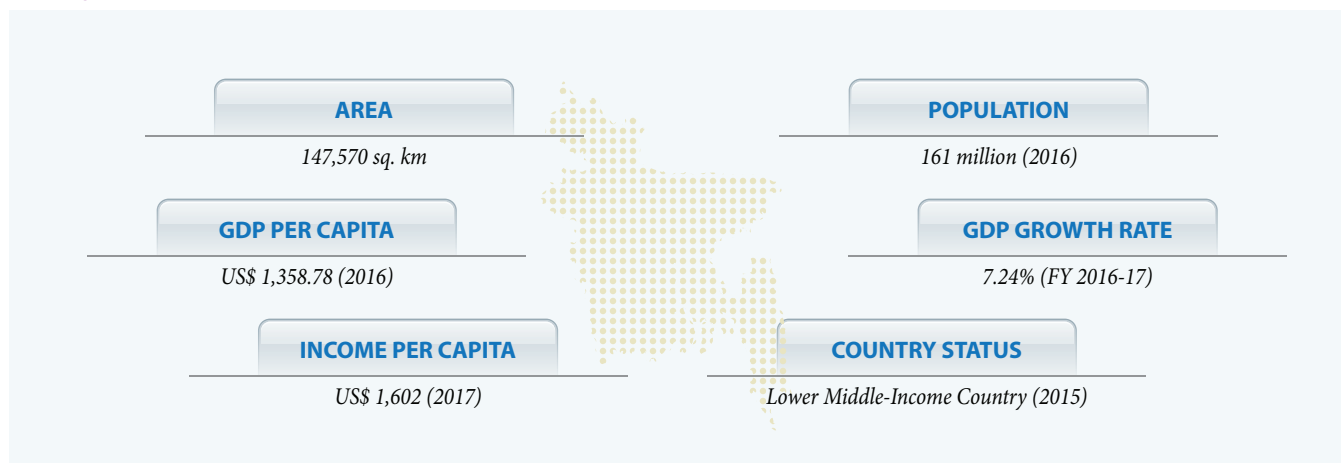 AREA
147,570 sq. km
POPULATION
161 million (2016)
GDP PER CAPITA
US$ 1,358.78 (2016)
GDP GROWTH RATE
7.24% (FY 2016-17)
INCOME PER CAPITA
US$ 1,602 (2017)
COUNTRY STATUS
Lower Middle-Income Country (2015)